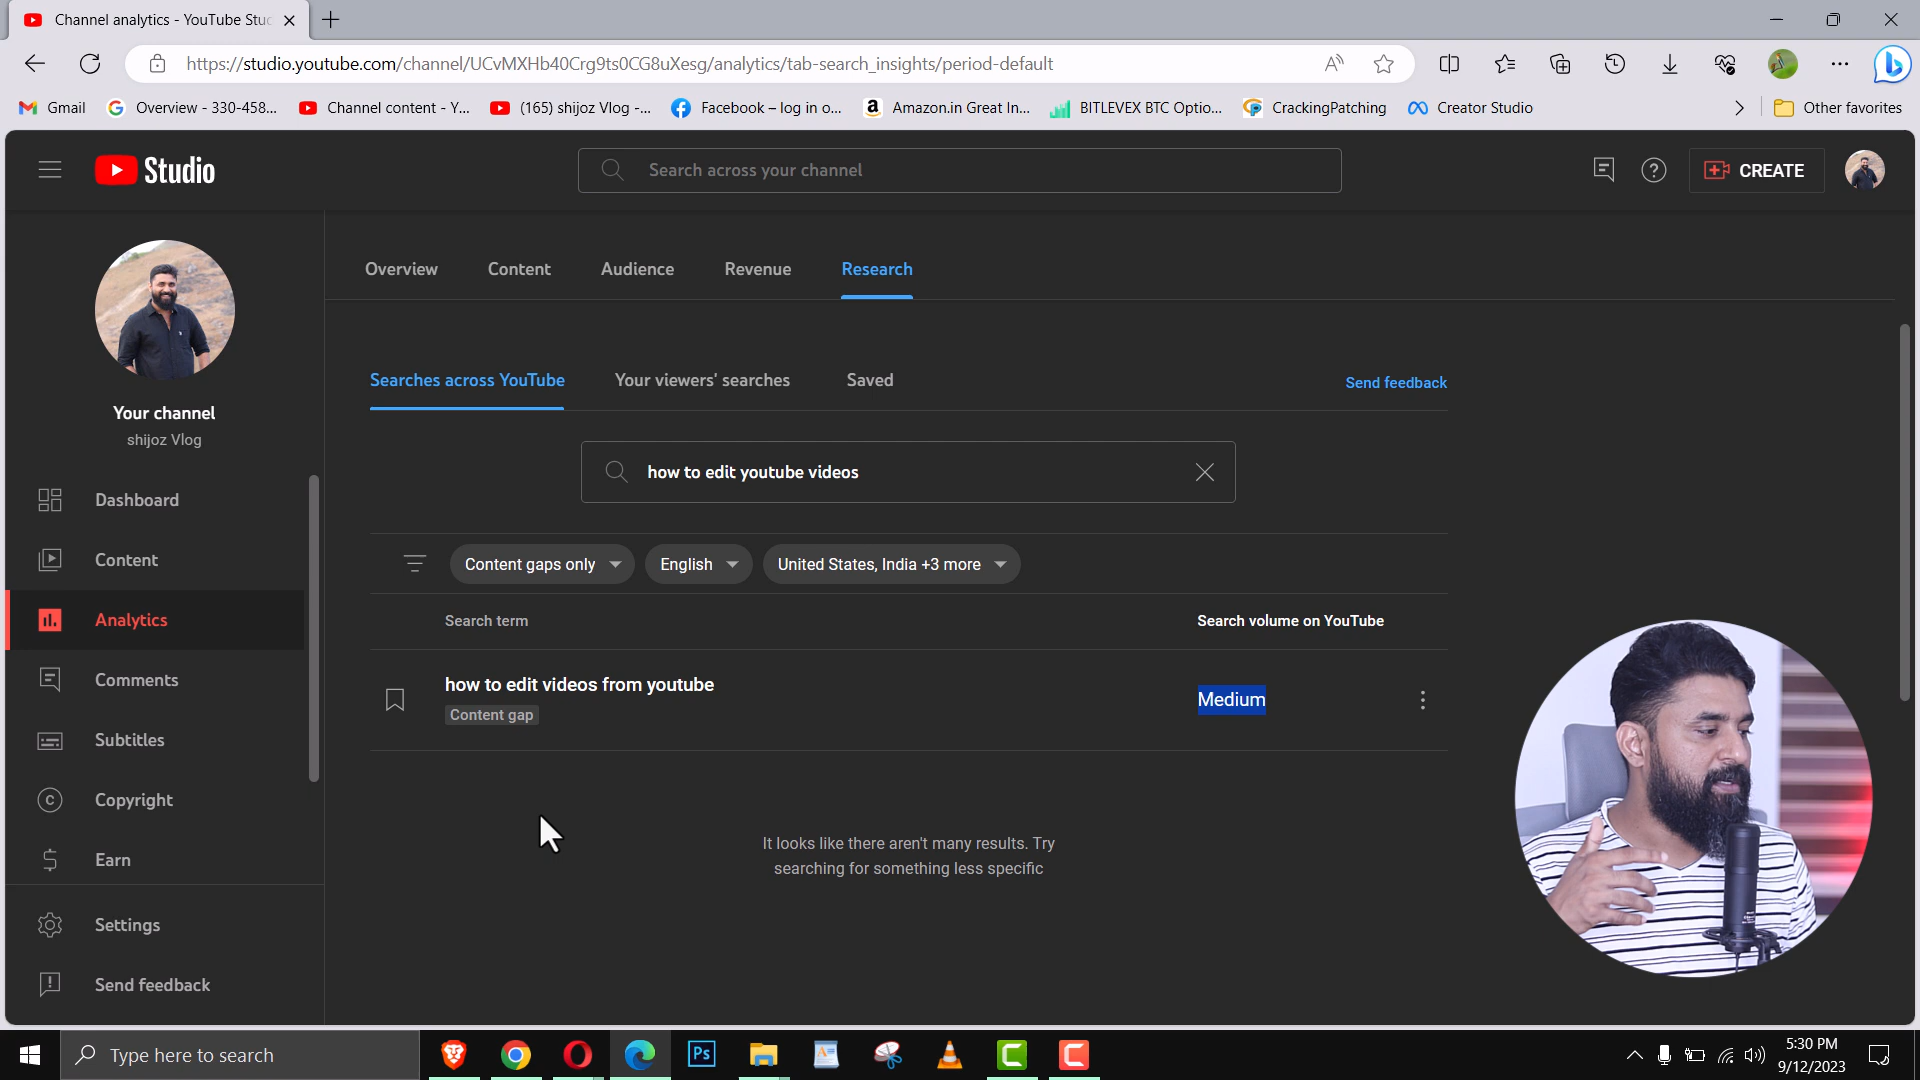 Channel analytics - YouTube Stuc
https://studio.youtube.com/channel/UCvMXHb40Crg9ts0CG8uXesg/analytics/tab-search_insights/period-default
Gmail
Overview - 330-458...
Channel content - Y...
(165) shijoz Vlog -...
Facebook – log in o...
Amazon.in Great In...
BITLEVEX BTC Optio...
CrackingPatching
Creator Studio
Other favorites
Studio
Search across your channel
CREATE
Overview
Content
Audience
Revenue
Research
Searches across YouTube
Your viewers' searches
Saved
Send feedback
Your channel
shijoz Vlog
how to edit youtube videos
Dashboard
Content
Analytics
Comments
Subtitles
Copyright
Earn
Settings
Send feedback
Content gaps only
English
United States, India +3 more
Search term
Search volume on YouTube
how to edit videos from youtube
Content gap
Medium
It looks like there aren't many results. Try
searching for something less specific
Type here to search
Ps
5:30 PM
9/12/2023